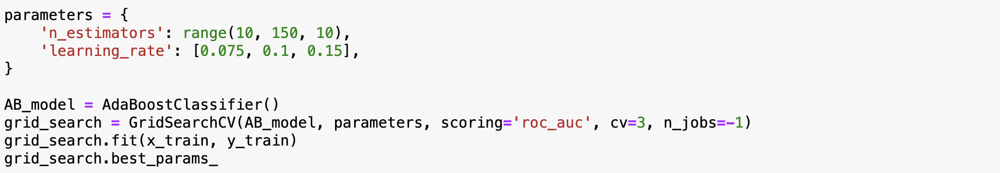 parameters = {
    'n_estimators': range(10, 150, 10),
    'learning_rate': [0.075, 0.1, 0.15],
}

AB_model = AdaBoostClassifier()
grid_search = GridSearchCV(AB_model, parameters, scoring='roc_auc', cv=3, n_jobs=-1)
grid_search.fit(x_train, y_train)
grid_search.best_params_